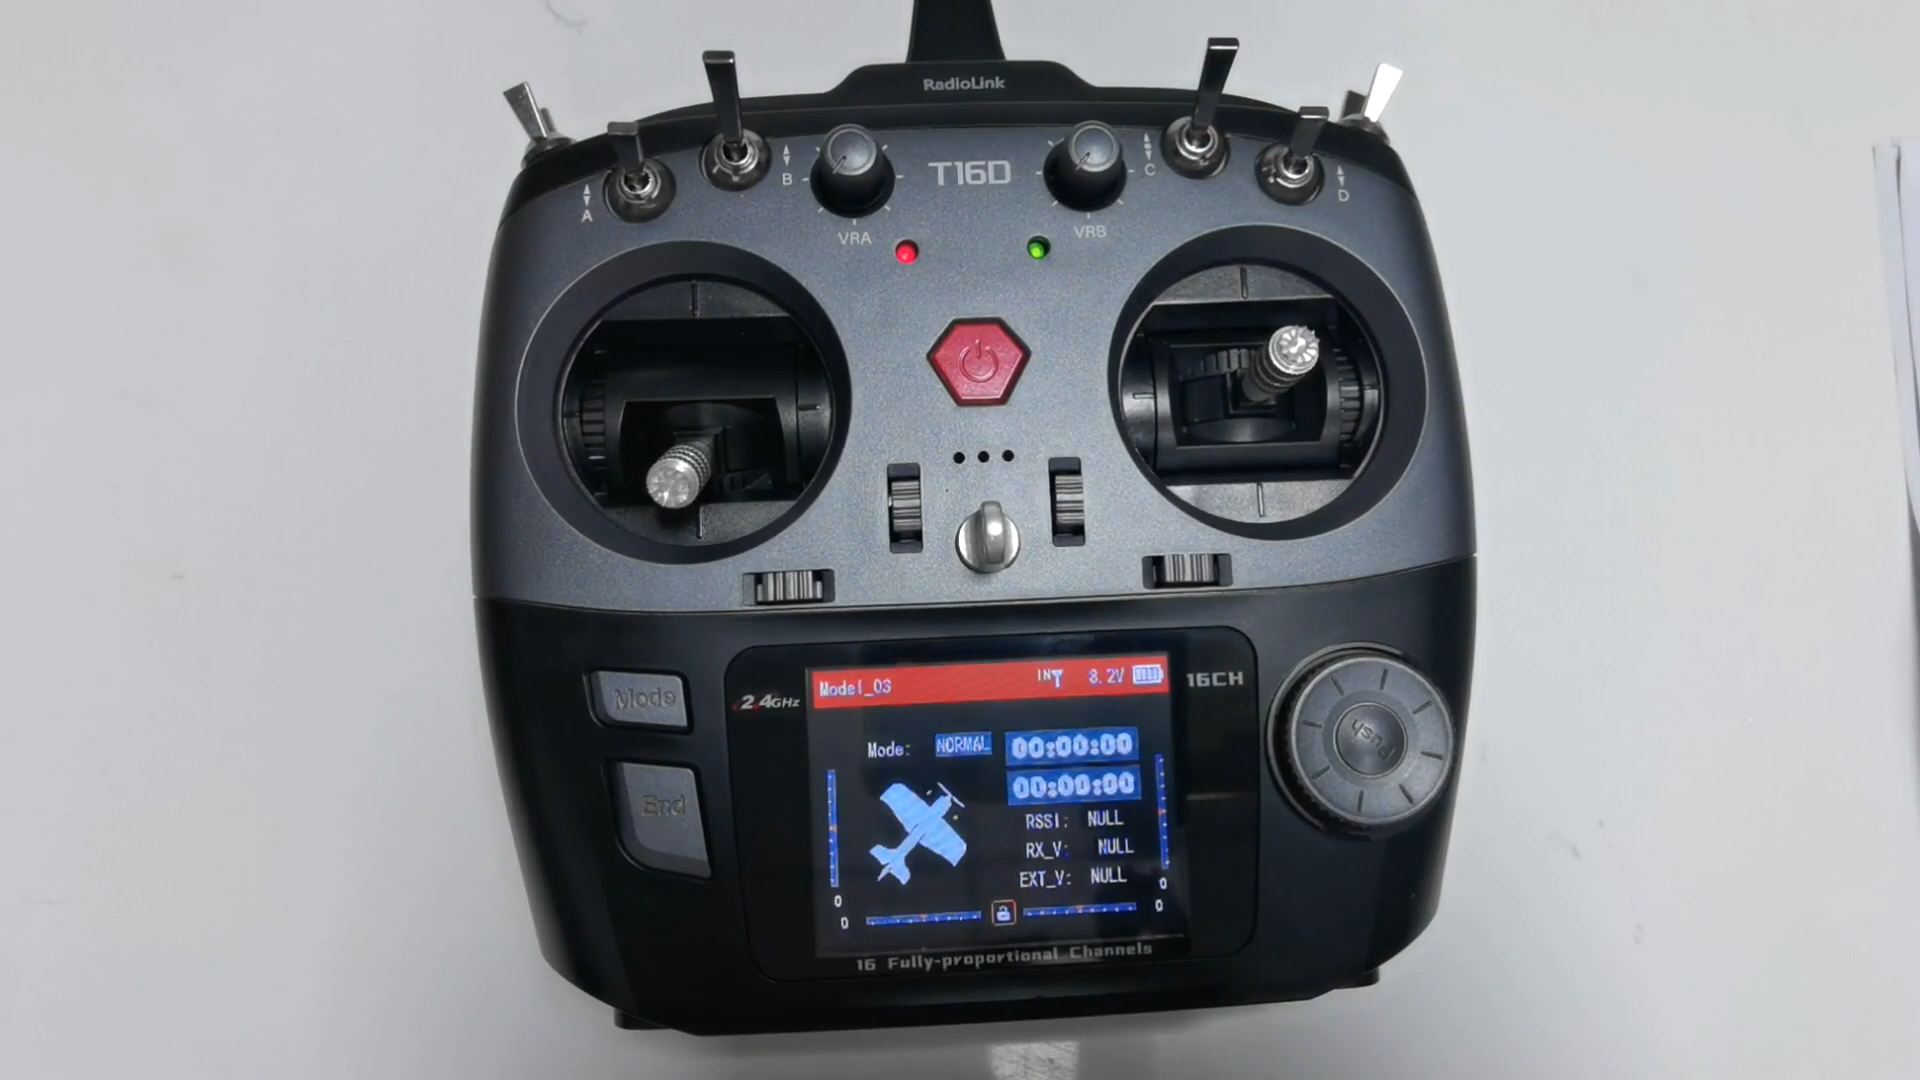 RadioLink
T16D
A
B
C
D
VRA
VRB
Mode
End
2.4GHz
16CH
Push
Model_03
INT 8.2V
Mode: NORMAL
00:00:00
00:00:00
RSSI: NULL
RX_V: NULL
EXT_V: NULL
0
0
0
0
16 Fully-proportional Channels